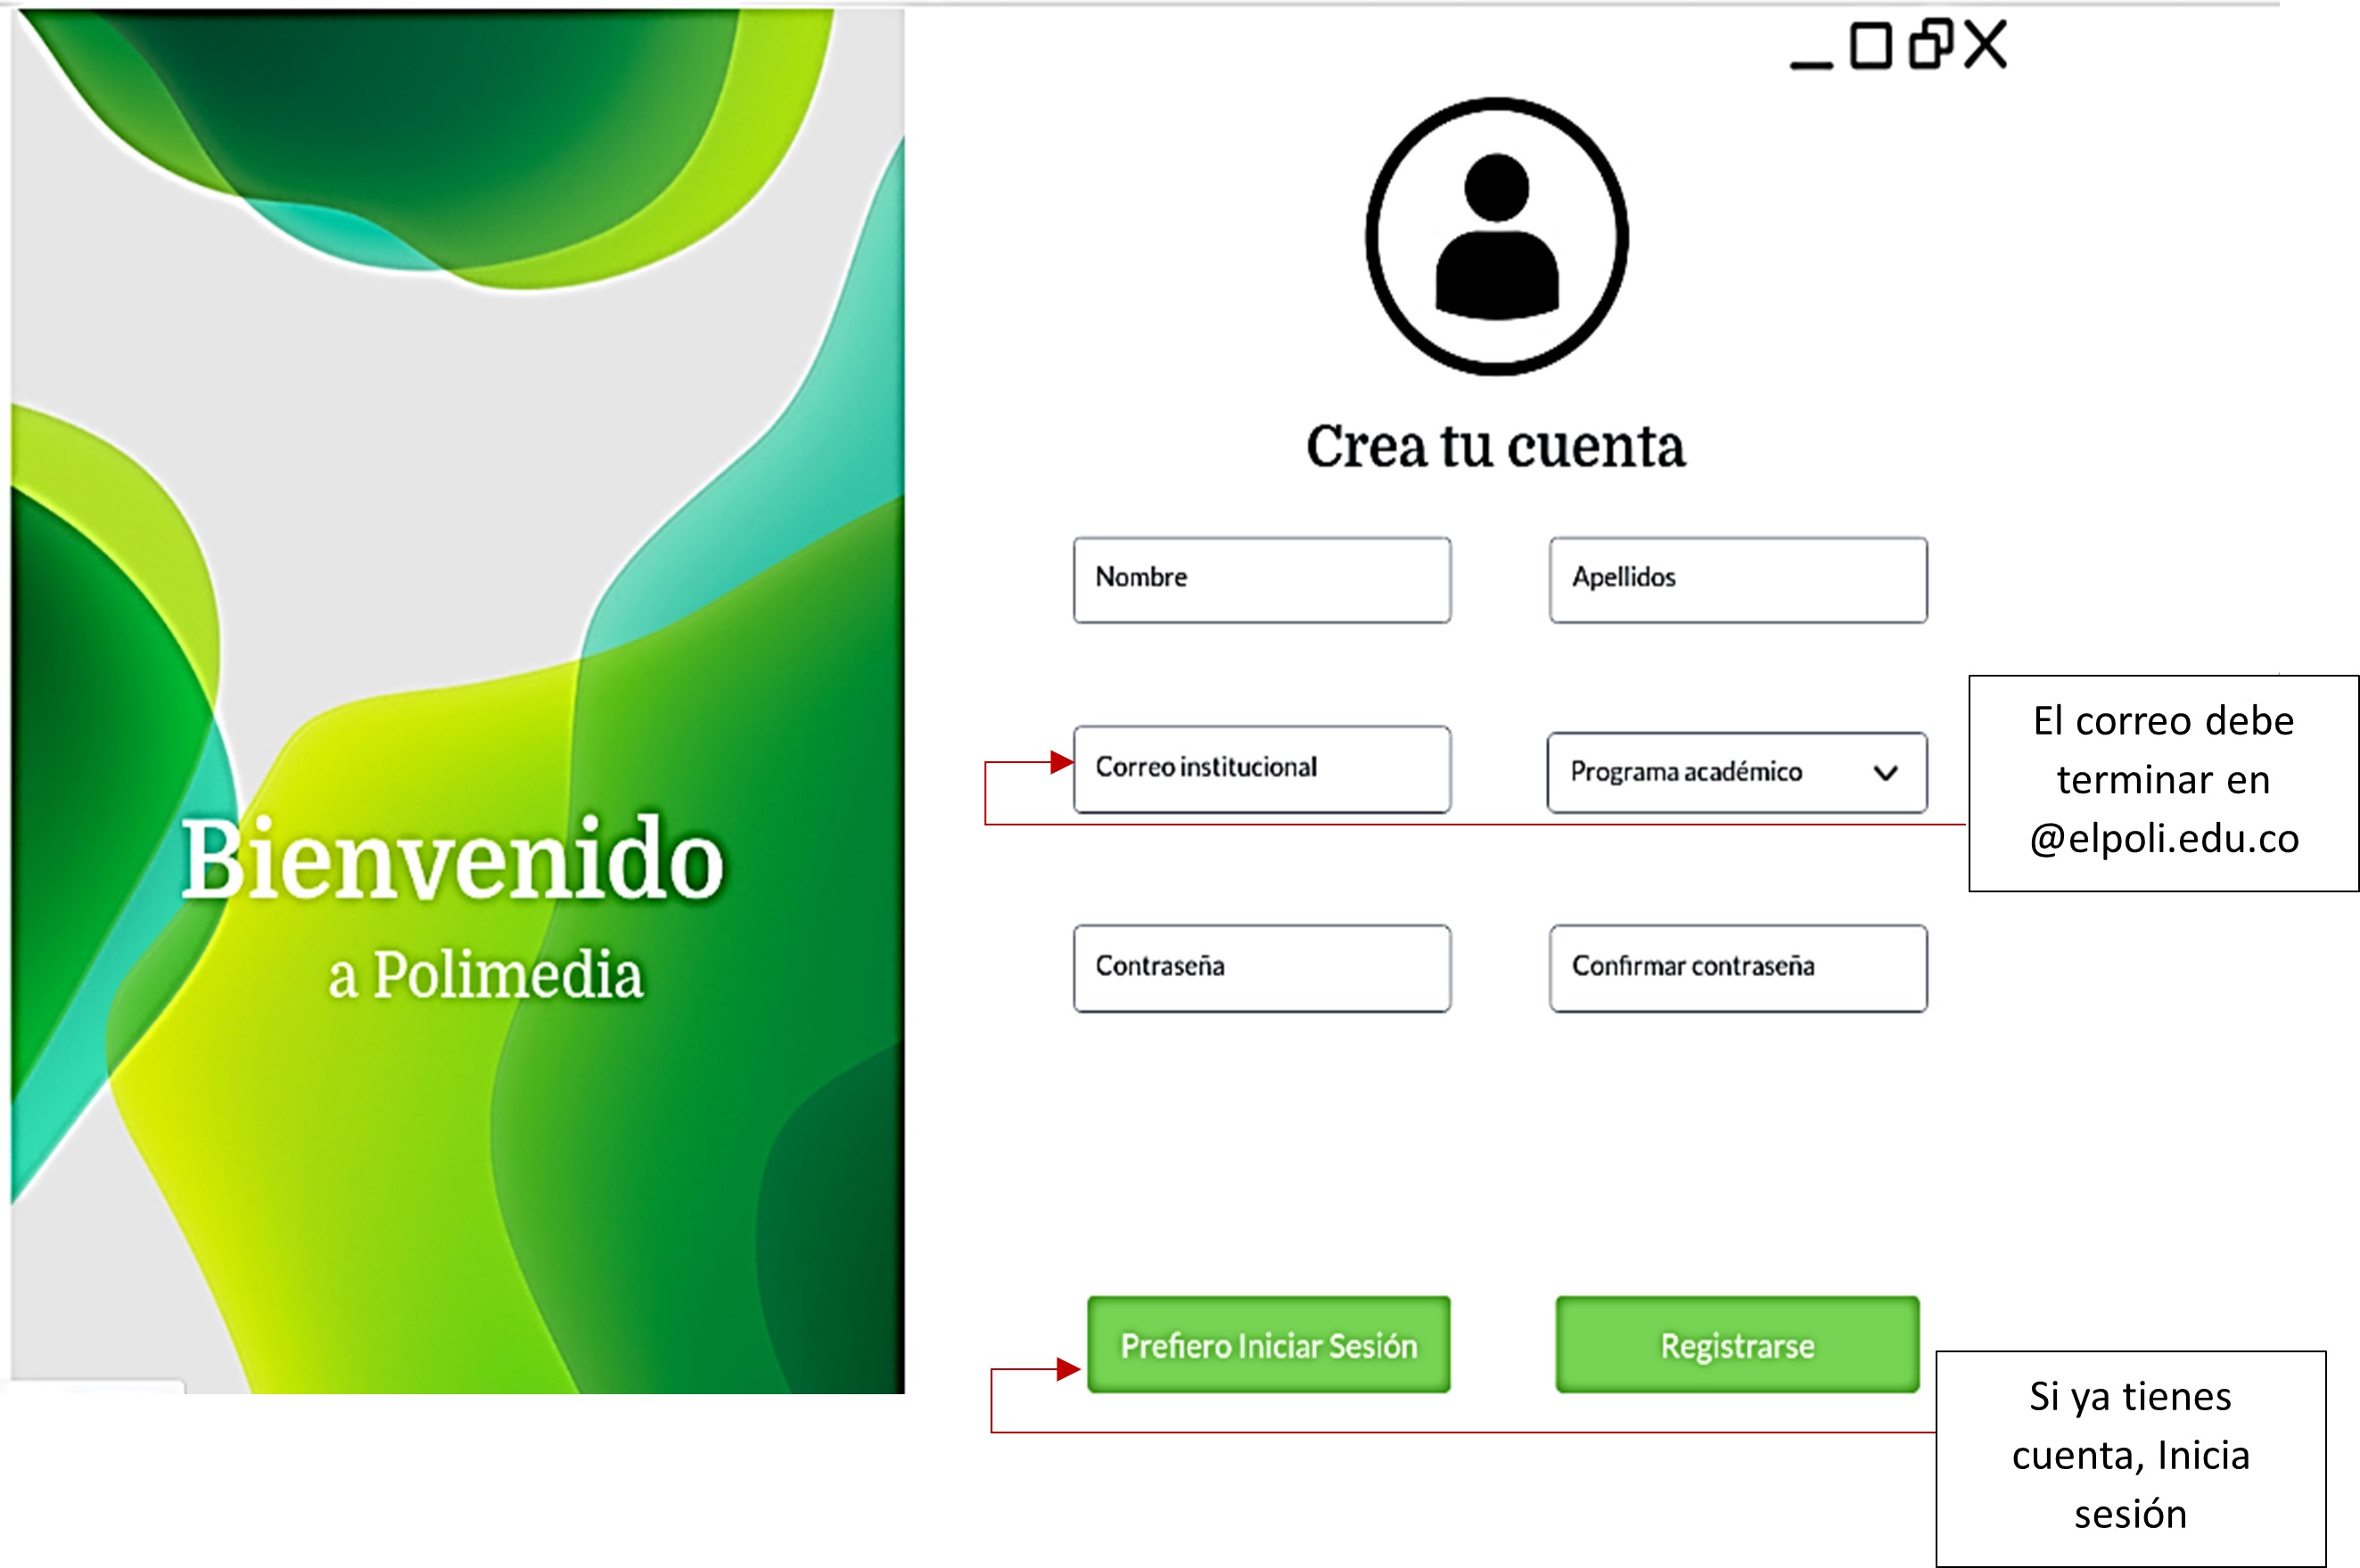 Bienvenido
a Polimedia
Crea tu cuenta
Nombre
Apellidos
Correo institucional
Programa académico
El correo debe
terminar en
@elpoli.edu.co
Contraseña
Confirmar contraseña
Prefiero Iniciar Sesión
Registrarse
Si ya tienes
cuenta, Inicia
sesión